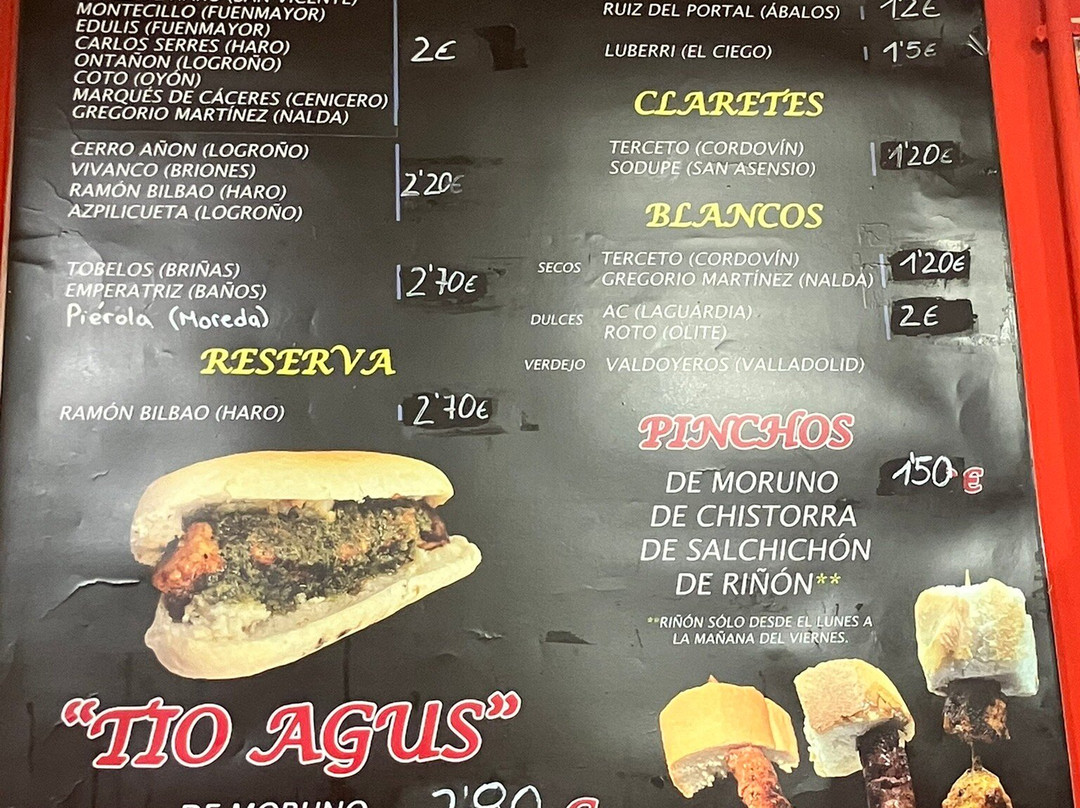 MONTECILLO (FUENMAYOR)
EDULIS (FUENMAYOR)
CARLOS SERRES (HARO)
ONTAÑON (LOGROÑO)
COTO (OYÓN)
MARQUÉS DE CÁCERES (CENICERO)
GREGORIO MARTÍNEZ (NALDA)
2€
CERRO AÑON (LOGROÑO)
VIVANCO (BRIONES)
RAMÓN BILBAO (HARO)
AZPILICUETA (LOGROÑO)
2'20€
TOBELOS (BRIÑAS)
EMPERATRIZ (BAÑOS)
Piérola (Moreda)
2'70€
RESERVA
RAMÓN BILBAO (HARO) 2'70€
"TIO AGUS"
DE MORUNO
RUIZ DEL PORTAL (ÁBALOS)
LUBERRI (EL CIEGO) 1'5€
CLARETES
TERCETO (CORDOVÍN)
SODUPE (SAN ASENSIO)
1'20€
BLANCOS
SECOS TERCETO (CORDOVÍN)
GREGORIO MARTÍNEZ (NALDA)
1'20€
DULCES AC (LAGUARDIA)
ROTO (OLITE)
2€
VERDEJO VALDOYEROS (VALLADOLID)
PINCHOS
1'50 €
DE MORUNO
DE CHISTORRA
DE SALCHICHÓN
DE RIÑÓN**
**RIÑÓN SÓLO DESDE EL LUNES A
LA MAÑANA DEL VIERNES.